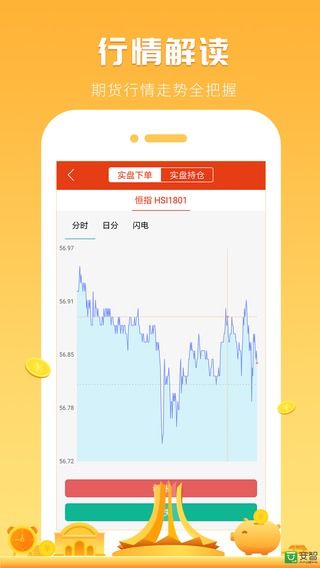 行情解读
期货行情走势全把握
实盘下单 实盘持仓
恒指 HSI1801
分时 日分 闪电
56.97
56.91
56.85
56.78
56.72
安智